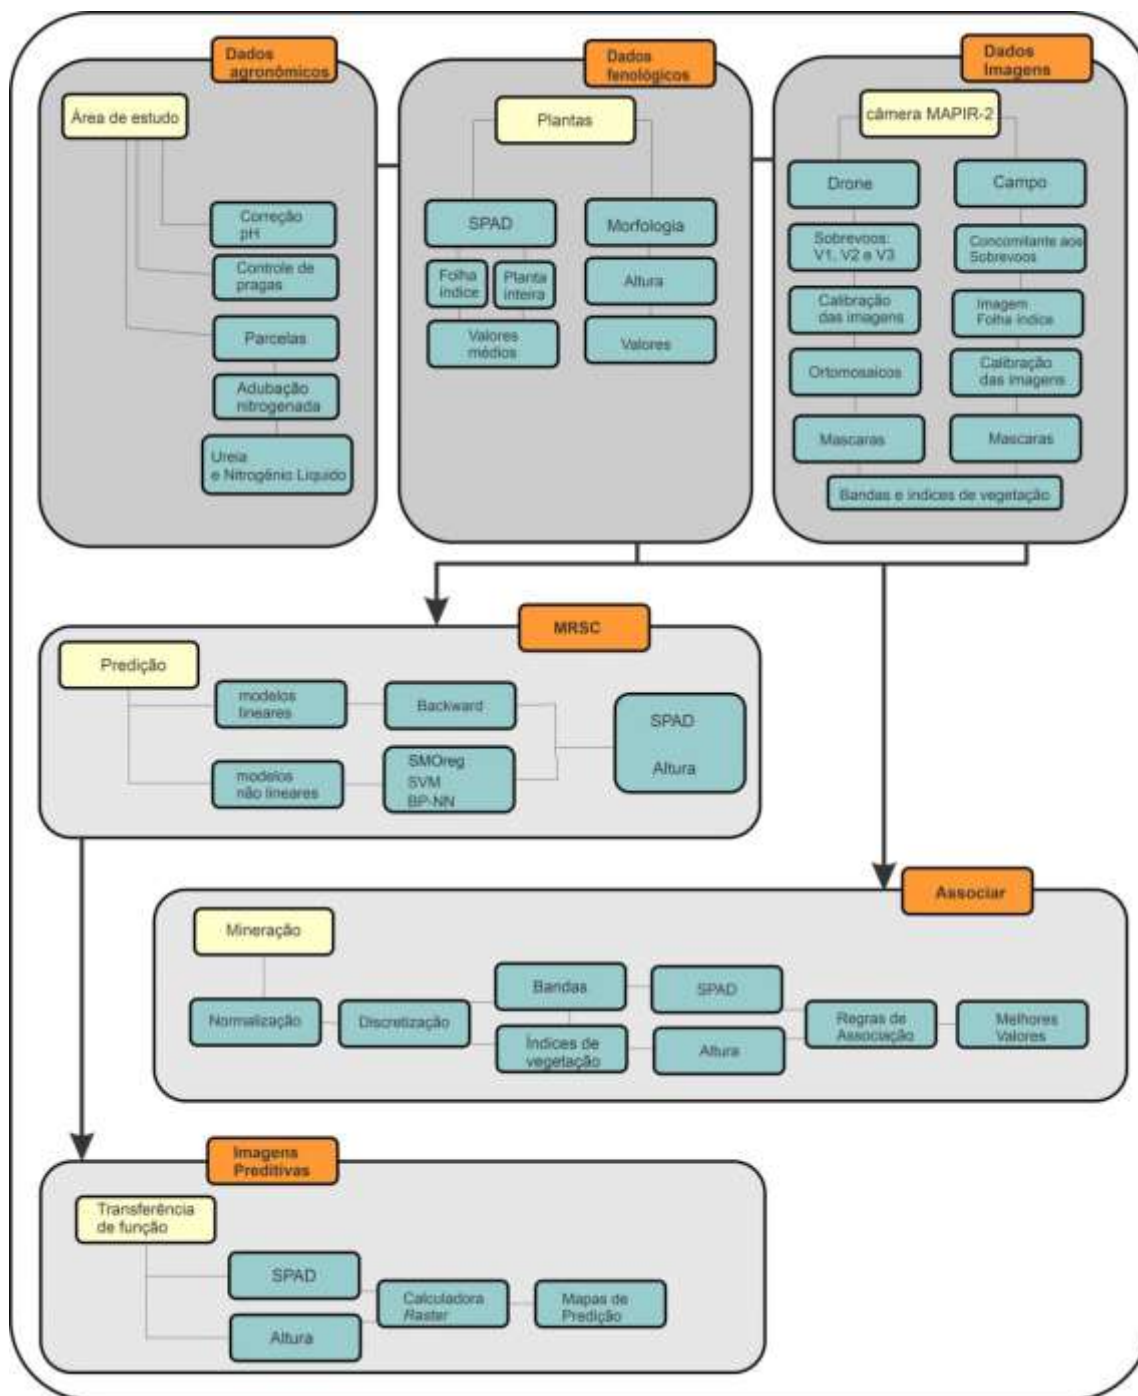 Dados
agronômicos
Área de estudo
Correção
pH
Controle de
pragas
Parcelas
Adubação
nitrogenada
Ureia
e Nitrogênio Liquido
Dados
fenológicos
Plantas
SPAD
Morfologia
Folha
índice
Planta
inteira
Altura
Valores
médios
Valores
Dados
Imagens
câmera MAPIR-2
Drone
Campo
Sobrevoos:
V1, V2 e V3
Concomitante aos
Sobrevoos
Calibração
das imagens
Imagem
Folha índice
Ortomosaicos
Calibração
das imagens
Mascaras
Mascaras
Bandas e índices de vegetação
MRSC
Predição
modelos
lineares
Backward
modelos
não lineares
SMOreg
SVM
BP-NN
SPAD
Altura
Associar
Mineração
Normalização
Discretização
Bandas
SPAD
Índices de
vegetação
Altura
Regras de
Associação
Melhores
Valores
Imagens
Preditivas
Transferência
de função
SPAD
Altura
Calculadora
Raster
Mapas de
Predição